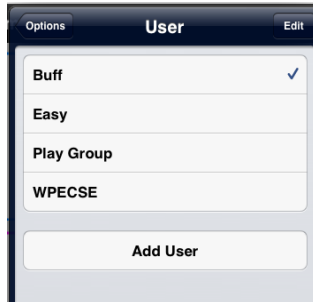 Options User Edit
Buff
Easy
Play Group
WPECSE
Add User